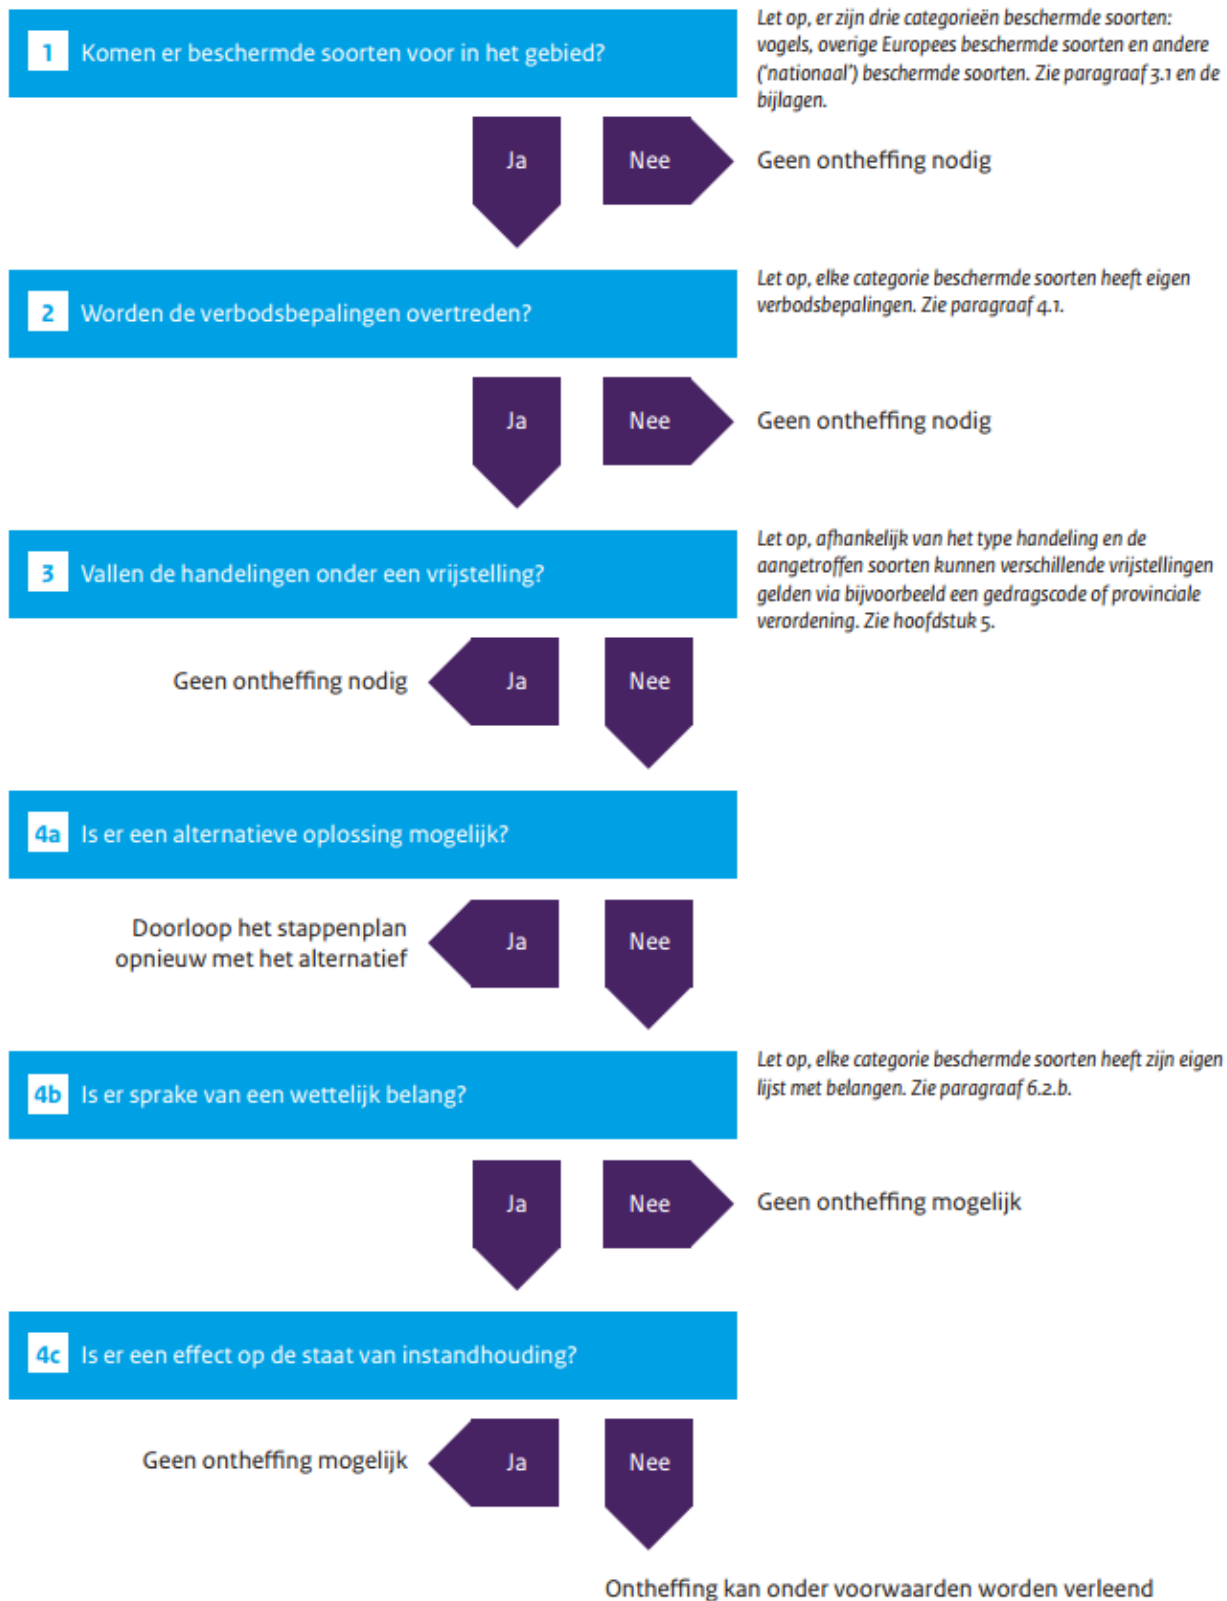 1 Komen er beschermde soorten voor in het gebied?
Let op, er zijn drie categorieën beschermde soorten:
vogels, overige Europees beschermde soorten en andere
(‘nationaal’) beschermde soorten. Zie paragraaf 3.1 en de
bijlagen.
Ja
Nee
Geen ontheffing nodig
2 Worden de verbodsbepalingen overtreden?
Let op, elke categorie beschermde soorten heeft eigen
verbodsbepalingen. Zie paragraaf 4.1.
Ja
Nee
Geen ontheffing nodig
3 Vallen de handelingen onder een vrijstelling?
Let op, afhankelijk van het type handeling en de
aangetroffen soorten kunnen verschillende vrijstellingen
gelden via bijvoorbeeld een gedragscode of provinciale
verordening. Zie hoofdstuk 5.
Geen ontheffing nodig
Ja
Nee
4a Is er een alternatieve oplossing mogelijk?
Doorloop het stappenplan
opnieuw met het alternatief
Ja
Nee
4b Is er sprake van een wettelijk belang?
Let op, elke categorie beschermde soorten heeft zijn eigen
lijst met belangen. Zie paragraaf 6.2.b.
Ja
Nee
Geen ontheffing mogelijk
4c Is er een effect op de staat van instandhouding?
Geen ontheffing mogelijk
Ja
Nee
Ontheffing kan onder voorwaarden worden verleend